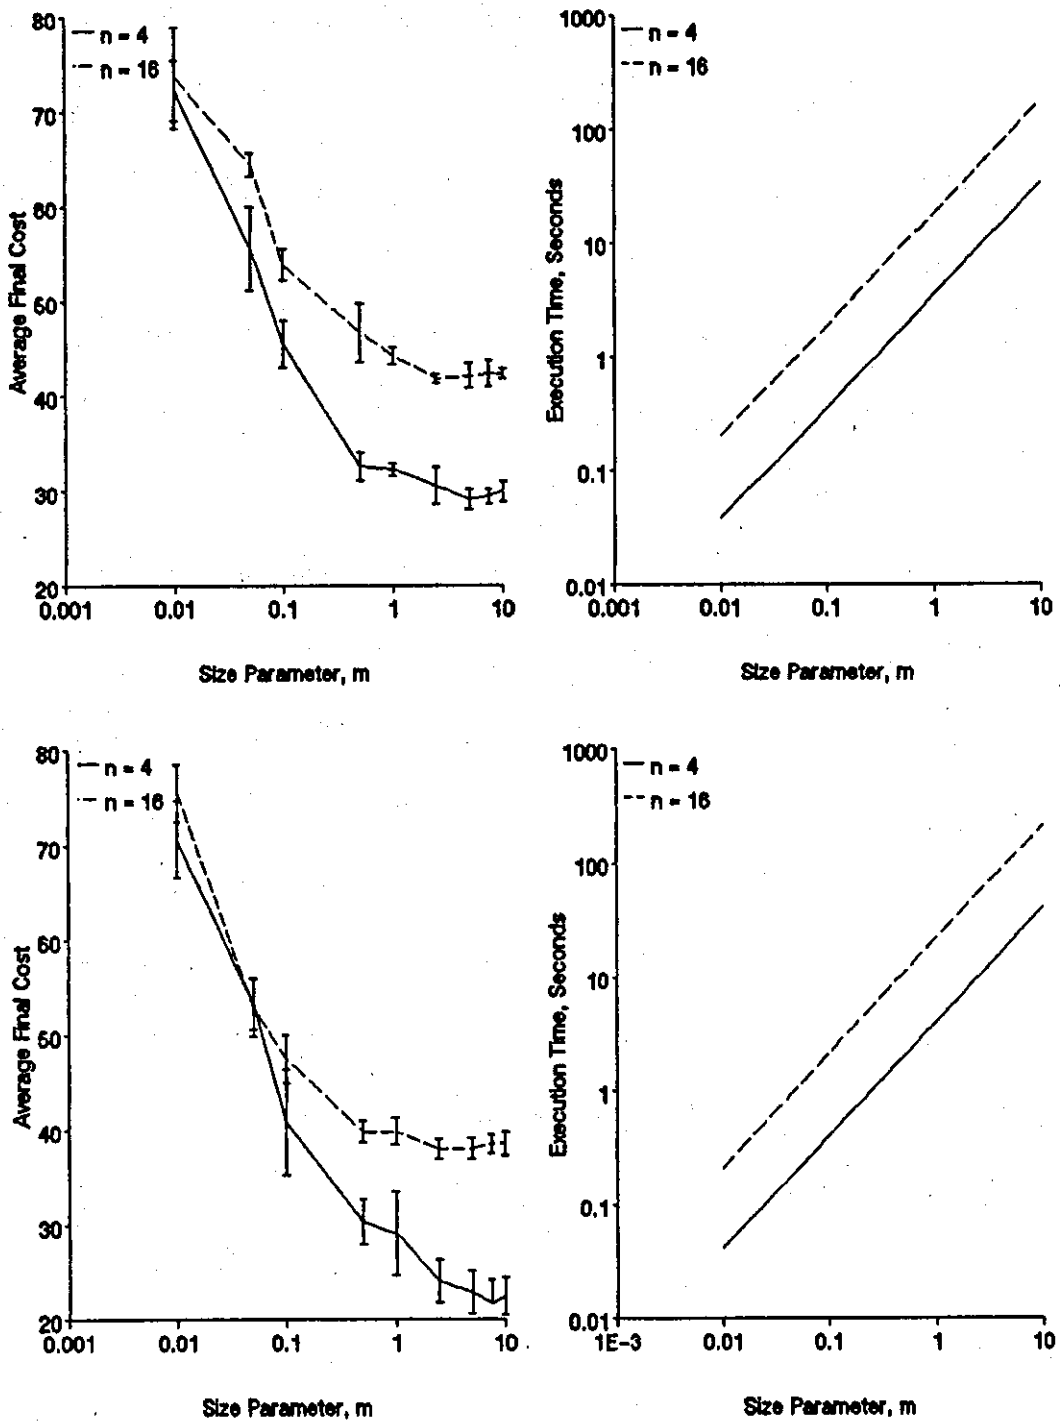 80
n = 4
n = 16
70
60
50
40
30
20
0.001 0.01 0.1 1 10
Average Final Cost
Size Parameter, m
1000
n = 4
n = 16
100
10
1
0.1
0.01
0.001 0.01 0.1 1 10
Execution Time, Seconds
Size Parameter, m
80
n = 4
n = 16
70
60
50
40
30
20
0.001 0.01 0.1 1 10
Average Final Cost
Size Parameter, m
1000
n = 4
n = 16
100
10
1
0.1
0.01
1E-3 0.01 0.1 1 10
Execution Time, Seconds
Size Parameter, m